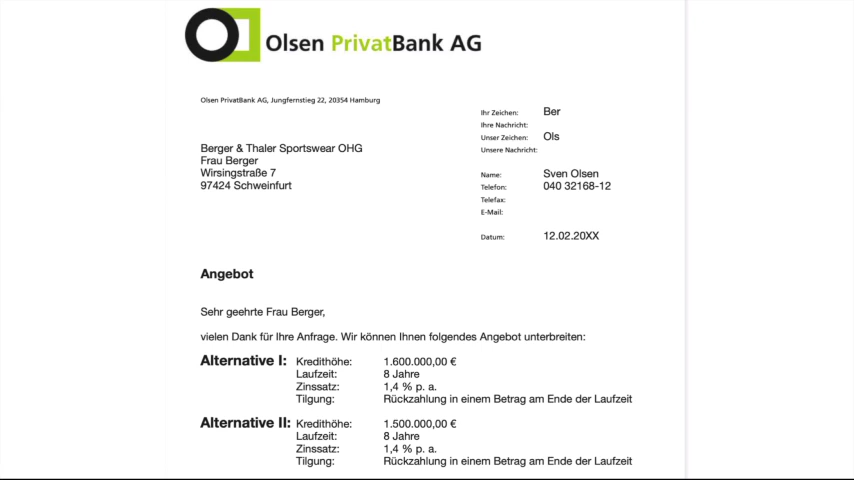 Olsen PrivatBank AG
Olsen PrivatBank AG, Jungfernstieg 22, 20354 Hamburg
Berger & Thaler Sportswear OHG
Frau Berger
Wirsingstraße 7
97424 Schweinfurt
Ihr Zeichen: Ber
Ihre Nachricht:
Unser Zeichen: Ols
Unsere Nachricht:
Name: Sven Olsen
Telefon: 040 32168-12
Telefax:
E-Mail:
Datum: 12.02.20XX
Angebot
Sehr geehrte Frau Berger,
vielen Dank für Ihre Anfrage. Wir können Ihnen folgendes Angebot unterbreiten:
Alternative I: Kredithöhe: 1.600.000,00 €
Laufzeit: 8 Jahre
Zinssatz: 1,4 % p. a.
Tilgung: Rückzahlung in einem Betrag am Ende der Laufzeit
Alternative II: Kredithöhe: 1.500.000,00 €
Laufzeit: 8 Jahre
Zinssatz: 1,4 % p. a.
Tilgung: Rückzahlung in einem Betrag am Ende der Laufzeit